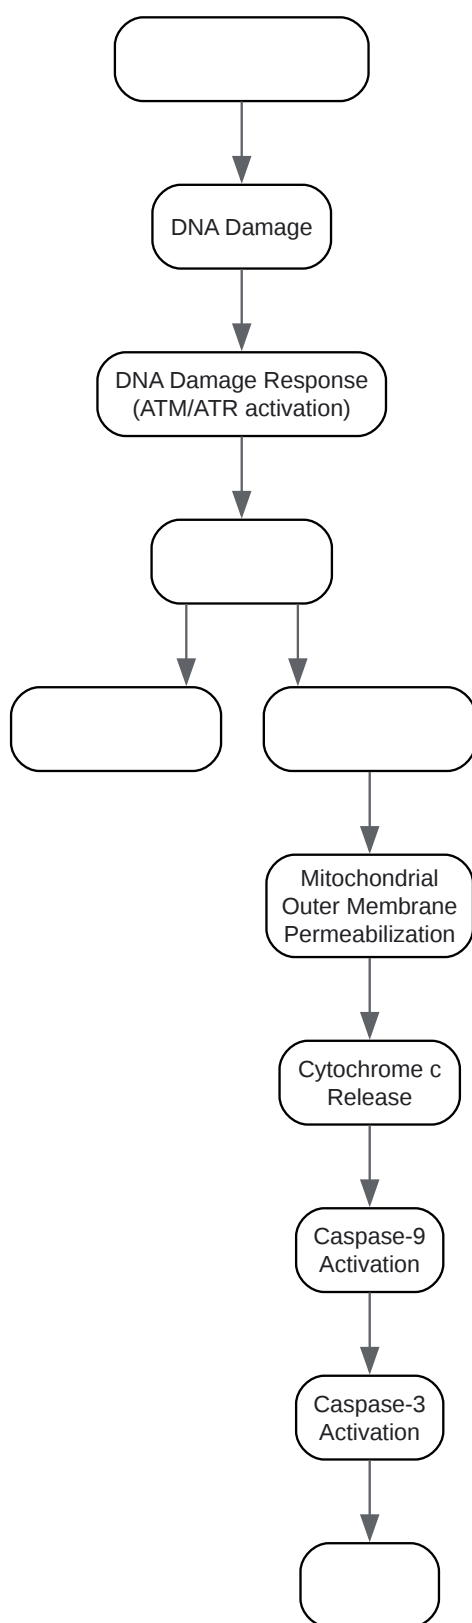 DNA Damage
DNA Damage Response
(ATM/ATR activation)
Mitochondrial
Outer Membrane
Permeabilization
Cytochrome c
Release
Caspase-9
Activation
Caspase-3
Activation